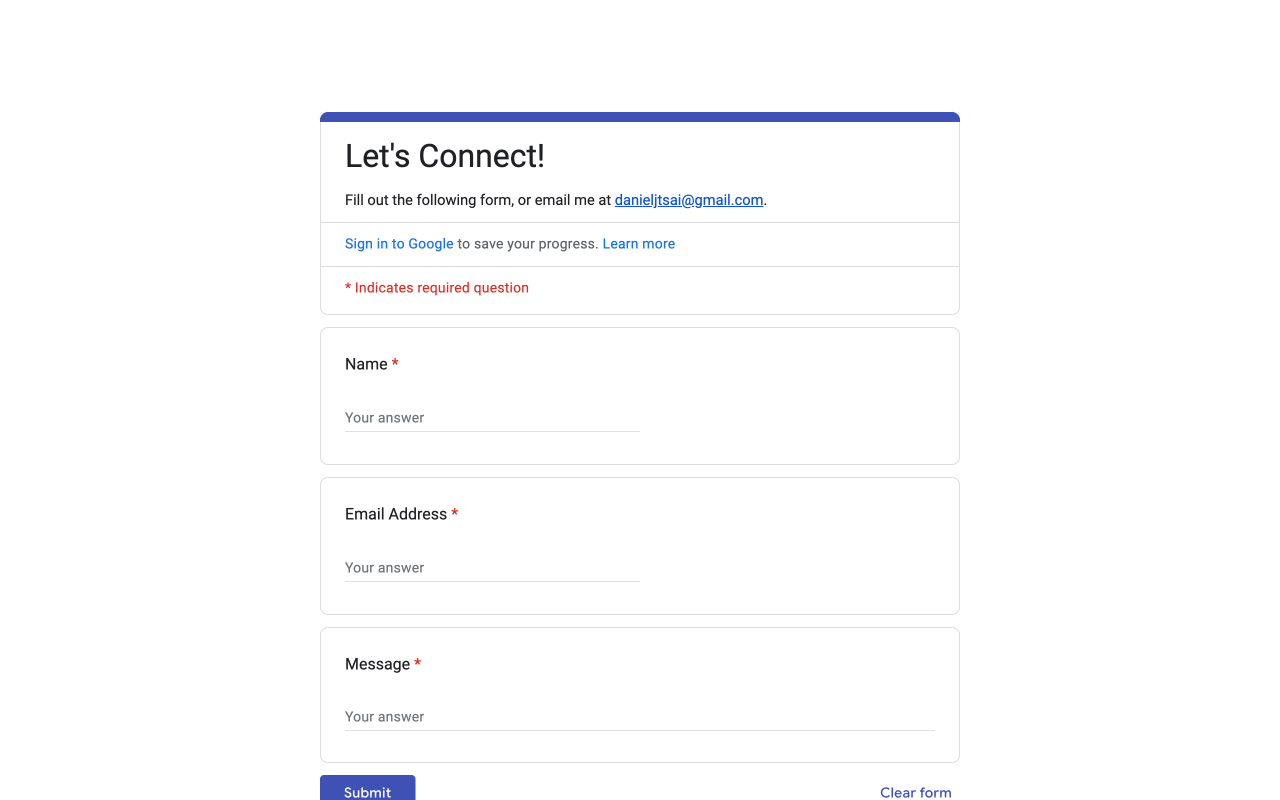 Let's Connect!
Fill out the following form, or email me at danieljtsai@gmail.com.
Sign in to Google to save your progress. Learn more
* Indicates required question
Name *
Your answer
Email Address *
Your answer
Message *
Your answer
Submit
Clear form